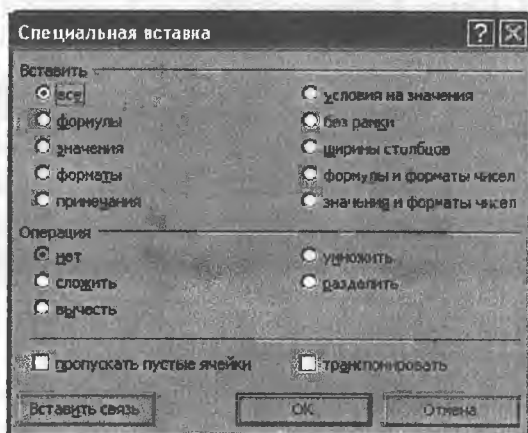 Специальная вставка
Вставить
все
условия на значения
формулы
без рамки
значения
ширины столбцов
форматы
формулы и форматы чисел
примечания
значения и форматы чисел
Операция
нет
умножить
сложить
разделить
вычесть
пропускать пустые ячейки
транспонировать
Вставить связь
ОК
Отмена